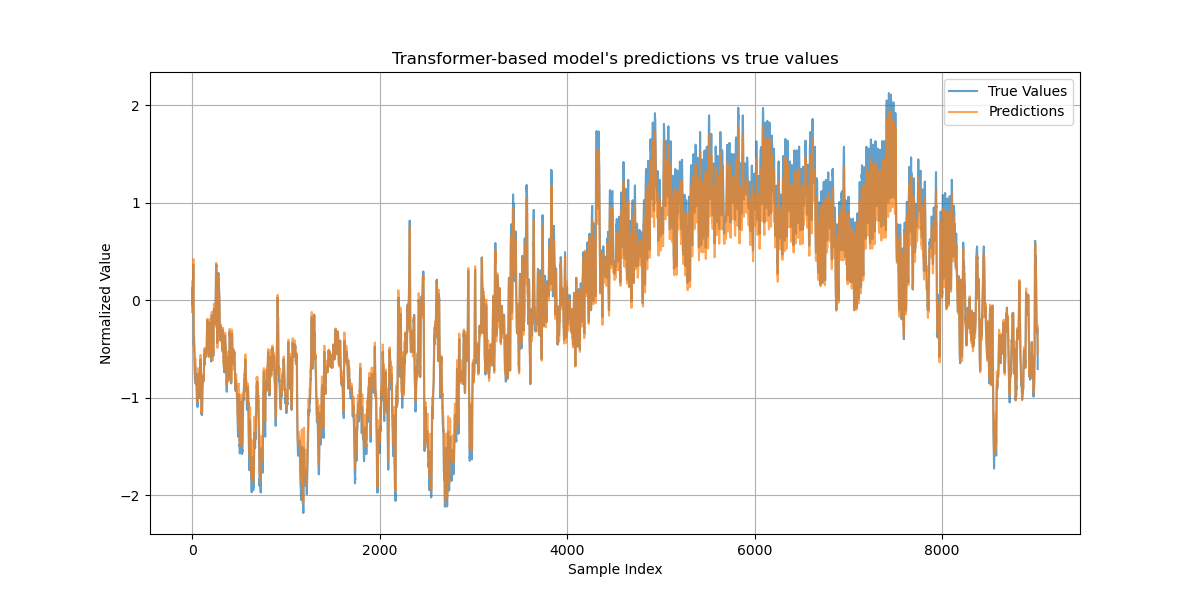 Transformer-based model's predictions vs true values
True Values
Predictions
Normalized Value
2
1
0
−1
−2
0 2000 4000 6000 8000
Sample Index